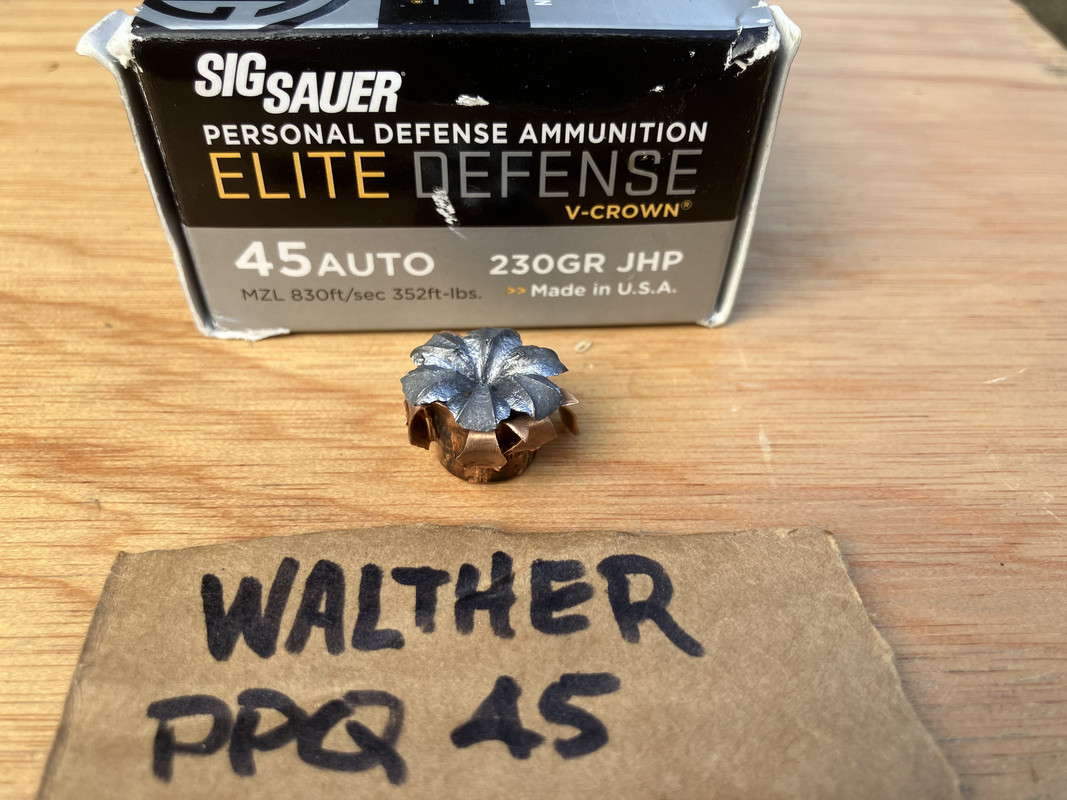 SIG SAUER
PERSONAL DEFENSE AMMUNITION
ELITE DEFENSE
V-CROWN®
45 AUTO 230GR JHP
MZL 830ft/sec 352ft-lbs. >> Made in U.S.A.
WALTHER
PPQ 45